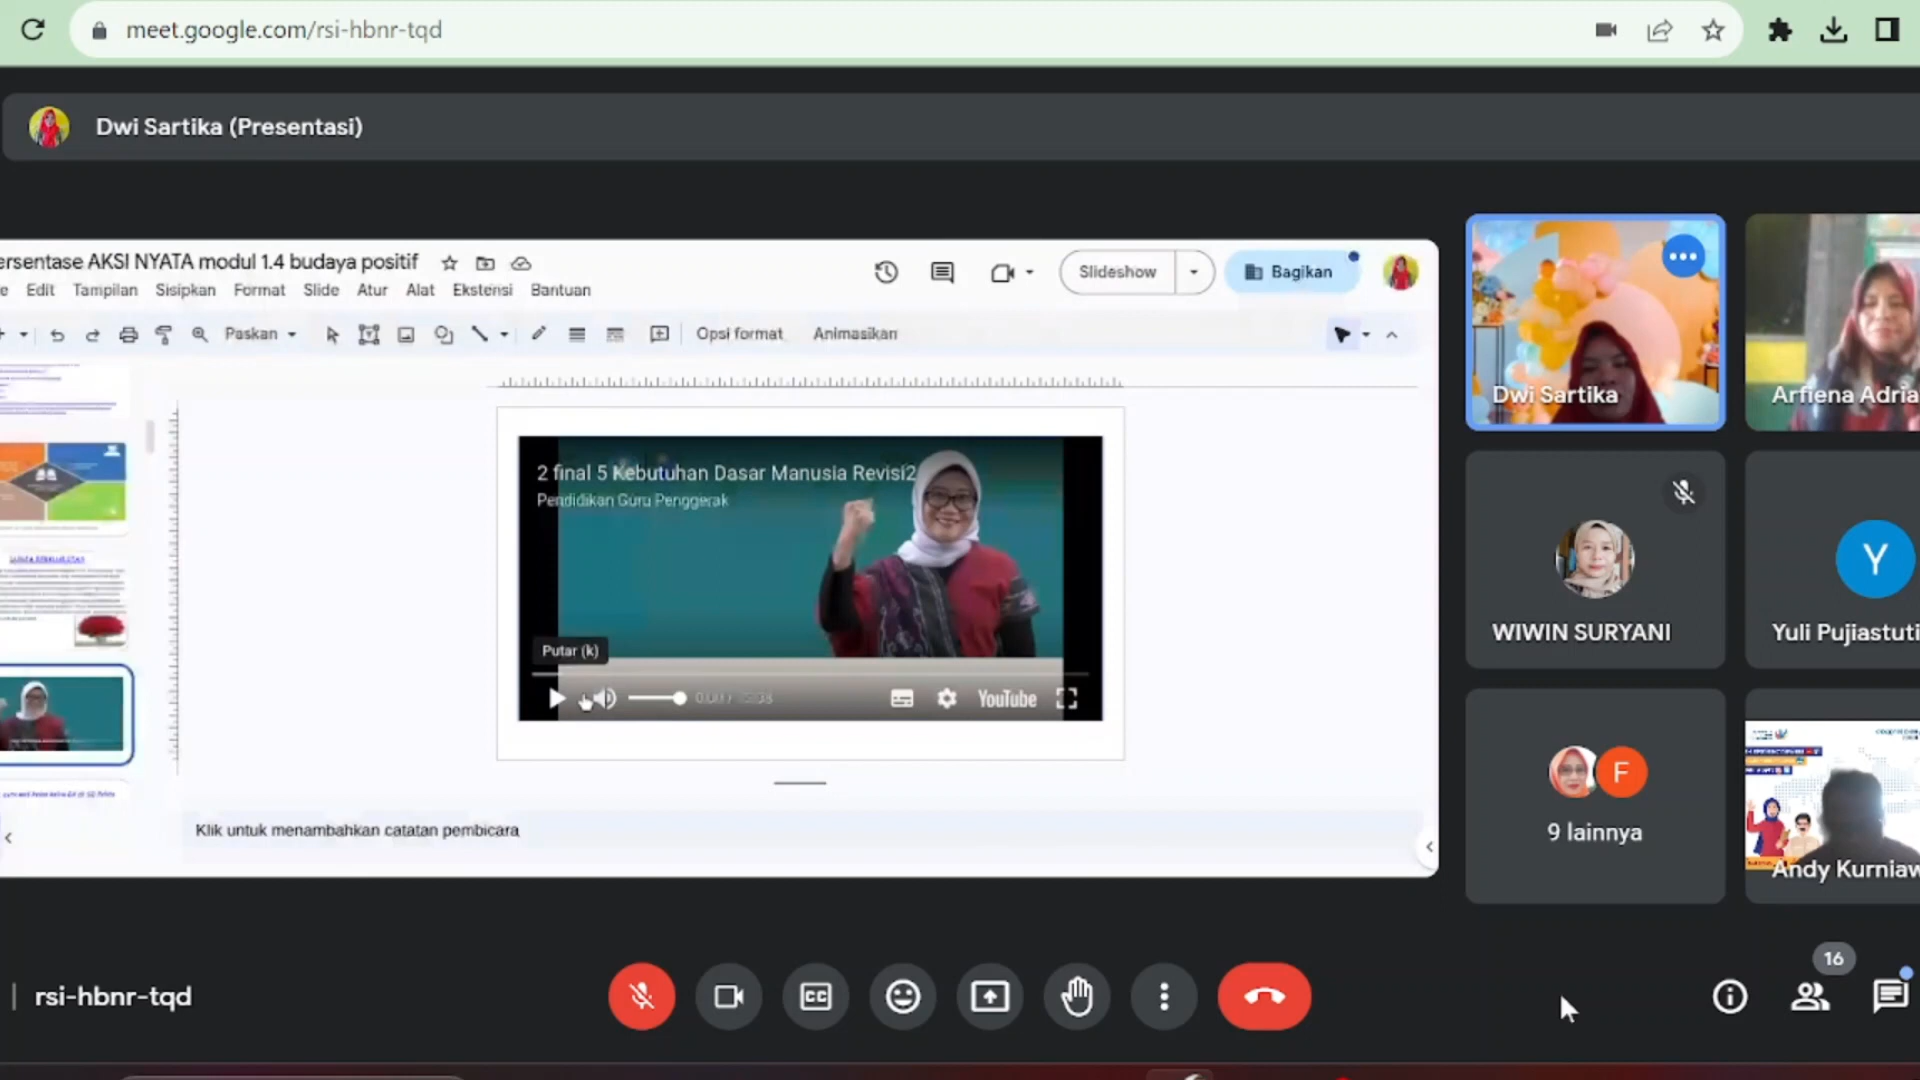 meet.google.com/rsi-hbnr-tqd
Dwi Sartika (Presentasi)
ersentase AKSI NYATA modul 1.4 budaya positif
Slideshow
Bagikan
e Edit Tampilan Sisipkan Format Slide Atur Alat Ekstensi Bantuan
Paskan
Opsi format
Animasikan
2 final 5 Kebutuhan Dasar Manusia Revisi2
Pendidikan Guru Penggerak
Putar (k)
YouTube
Klik untuk menambahkan catatan pembicara
Dwi Sartika
Arfiena Adria
WIWIN SURYANI
Y
Yuli Pujiastuti
F
9 lainnya
Andy Kurniaw
rsi-hbnr-tqd
CC
16